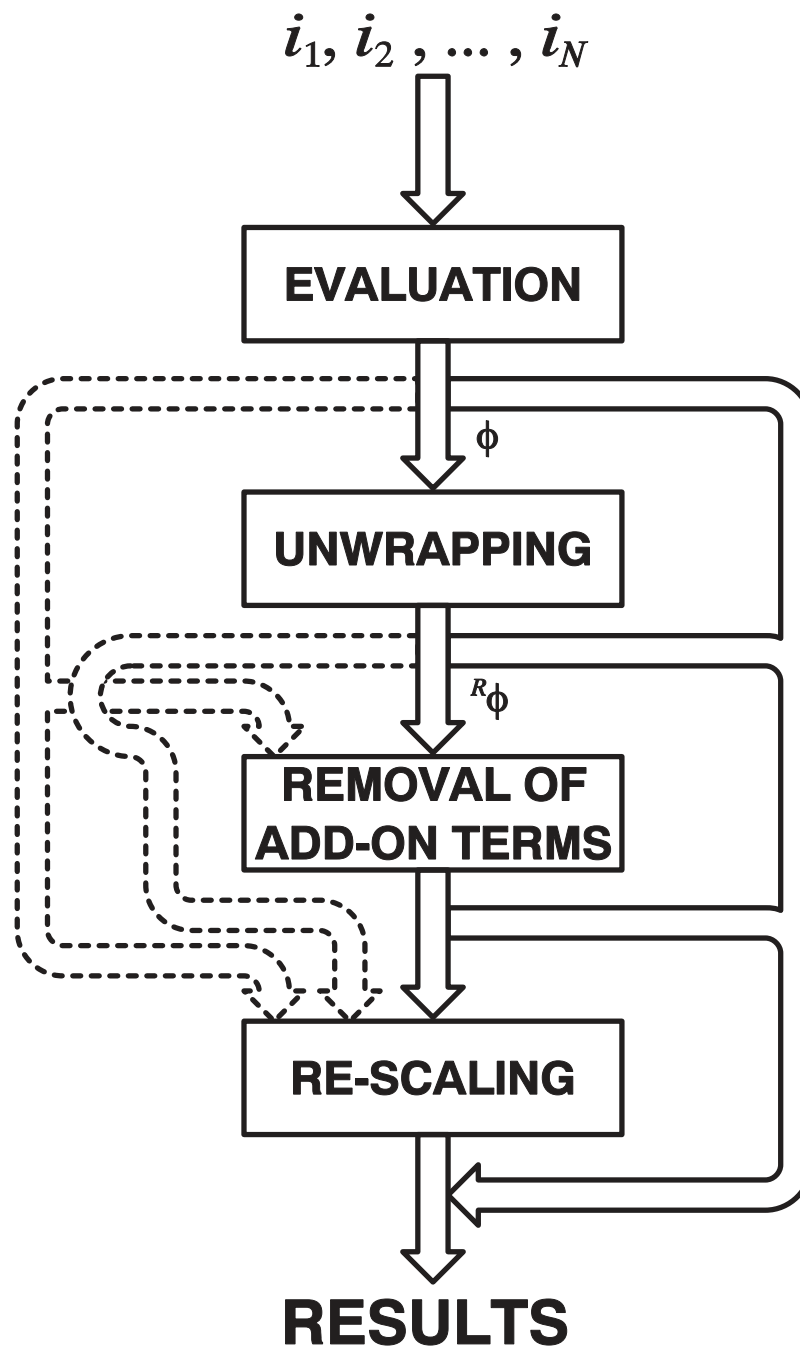 i1, i2 , ... , iN
EVALUATION
ϕ
UNWRAPPING
Rϕ
REMOVAL OF
ADD-ON TERMS
RE-SCALING
RESULTS